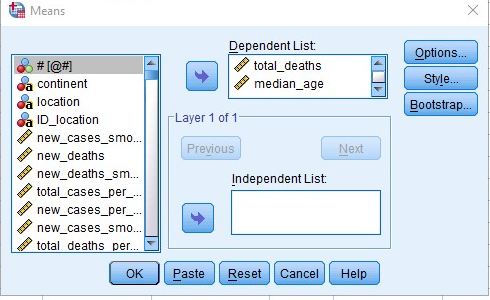 Means
Dependent List:
# [@#]
continent
location
ID_location
new_cases_smo...
new_deaths
new_deaths_sm...
total_cases_per_...
new_cases_per_...
new_cases_smo...
total_deaths_per...
total_deaths
median_age
Layer 1 of 1
Previous
Next
Independent List:
Options...
Style...
Bootstrap...
OK
Paste
Reset
Cancel
Help